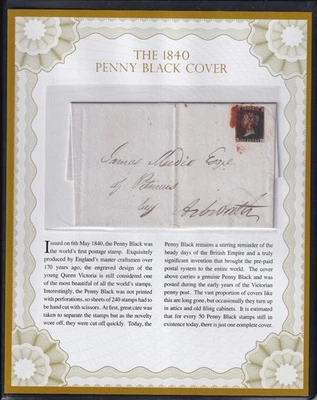 THE 1840
PENNY BLACK COVER
James Mudie Esqr
of Pitmuies
by Arbroath
Issued on 6th May 1840, the Penny Black was
the world's first postage stamp. Exquisitely
produced by England's master craftsmen over
170 years ago, the engraved design of the
young Queen Victoria is still considered one
of the most beautiful of all the world's stamps.
Interestingly, the Penny Black was not printed
with perforations, so sheets of 240 stamps had to
be hand cut with scissors. At first, great care was
taken to separate the stamps but as the novelty
wore off, they were cut off quickly. Today, the
Penny Black remains a stirring reminder of the
heady days of the British Empire and a truly
significant invention that brought the pre-paid
postal system to the entire world. The cover
above carries a genuine Penny Black and was
posted during the early years of the Victorian
penny post. The vast proportion of covers like
this are long gone, but occasionally they turn up
in attics and old filing cabinets. It is estimated
that for every 50 Penny Black stamps still in
existence today, there is just one complete cover.